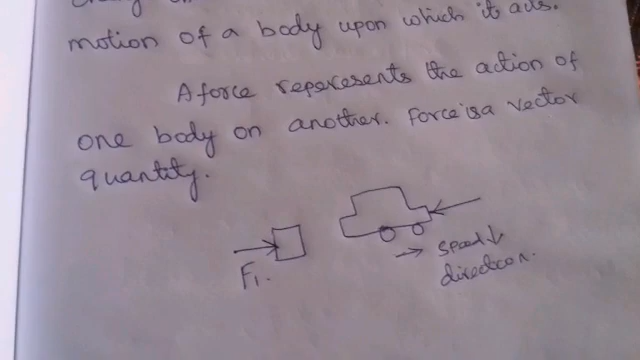 motion of a body upon which it acts.
A force reperesents the action of
one body on another. Force is a vector
quantity.
F1.
→ speed↓
direction.